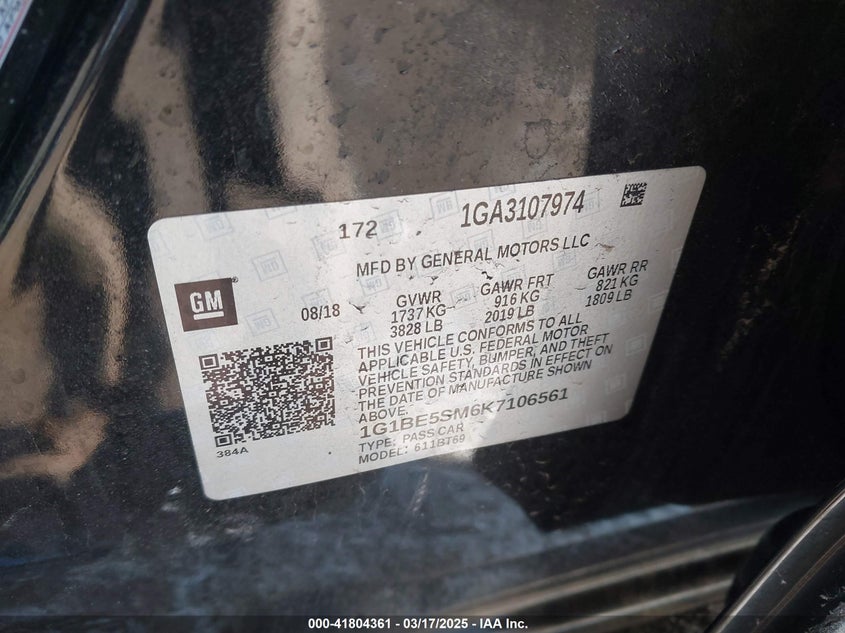 172
1GA3107974
MFD BY GENERAL MOTORS LLC
GM®
08/18
GVWR
1737 KG
3828 LB
GAWR FRT
916 KG
2019 LB
GAWR RR
821 KG
1809 LB
THIS VEHICLE CONFORMS TO ALL
APPLICABLE U.S. FEDERAL MOTOR
VEHICLE SAFETY, BUMPER, AND THEFT
PREVENTION STANDARDS IN EFFECT ON
THE DATE OF MANUFACTURE SHOWN
ABOVE.
1G1BE5SM6K7106561
TYPE: PASS CAR
MODEL: 611BT69
384A
000-41804361 — 03/17/2025 — IAA Inc.